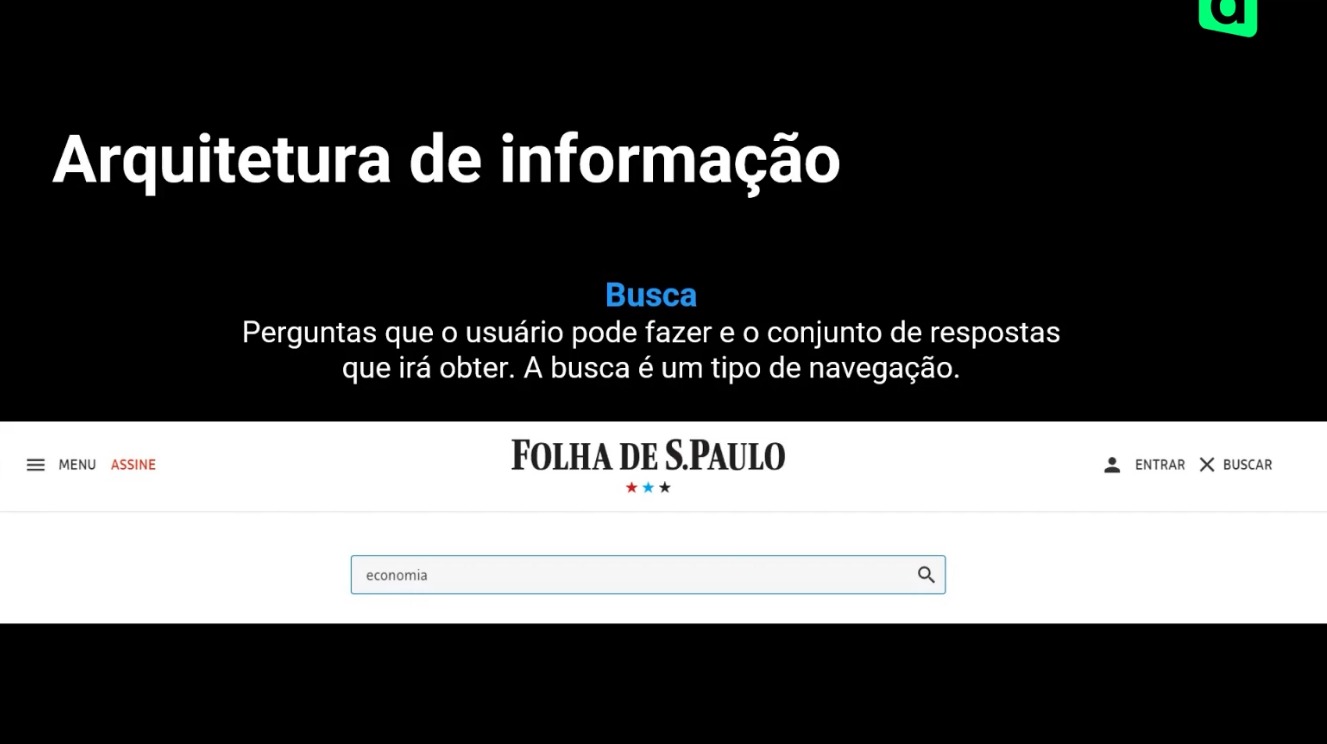 Arquitetura de informação
Busca
Perguntas que o usuário pode fazer e o conjunto de respostas
que irá obter. A busca é um tipo de navegação.
MENU ASSINE FOLHA DE S.PAULO ENTRAR BUSCAR
economia